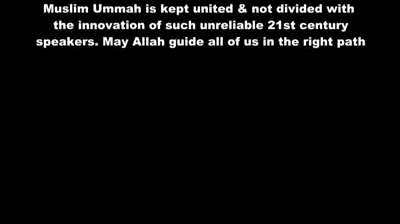 Muslim Ummah is kept united & not divided with
the innovation of such unreliable 21st century
speakers. May Allah guide all of us in the right path